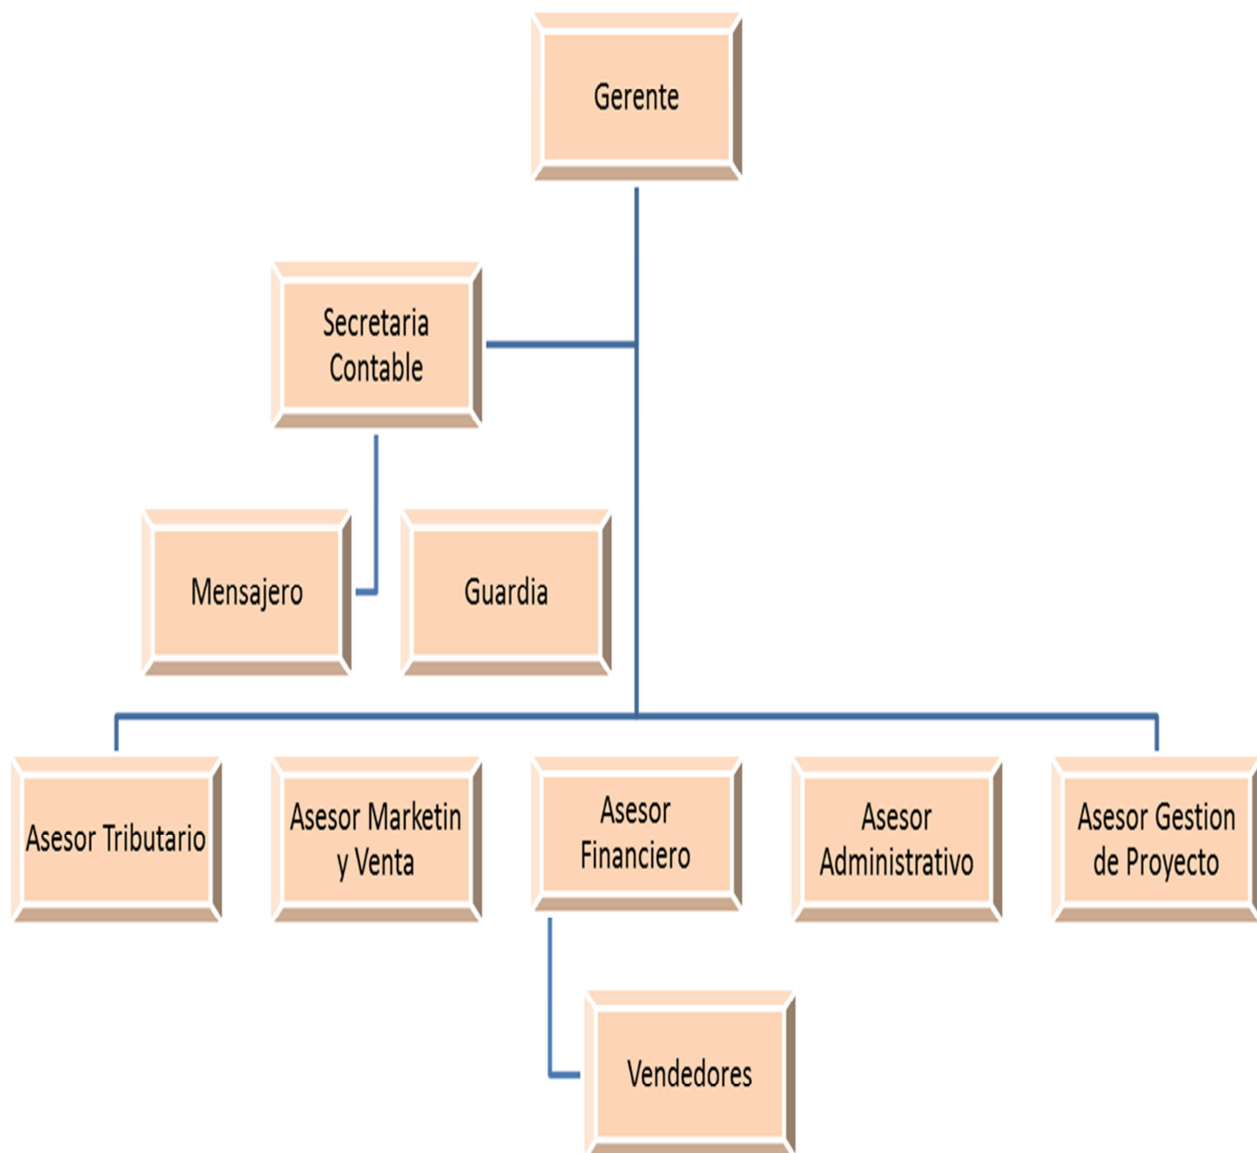 Gerente
Secretaria
Contable
Mensajero
Guardia
Asesor Tributario
Asesor Marketin
y Venta
Asesor
Financiero
Asesor
Administrativo
Asesor Gestion
de Proyecto
Vendedores